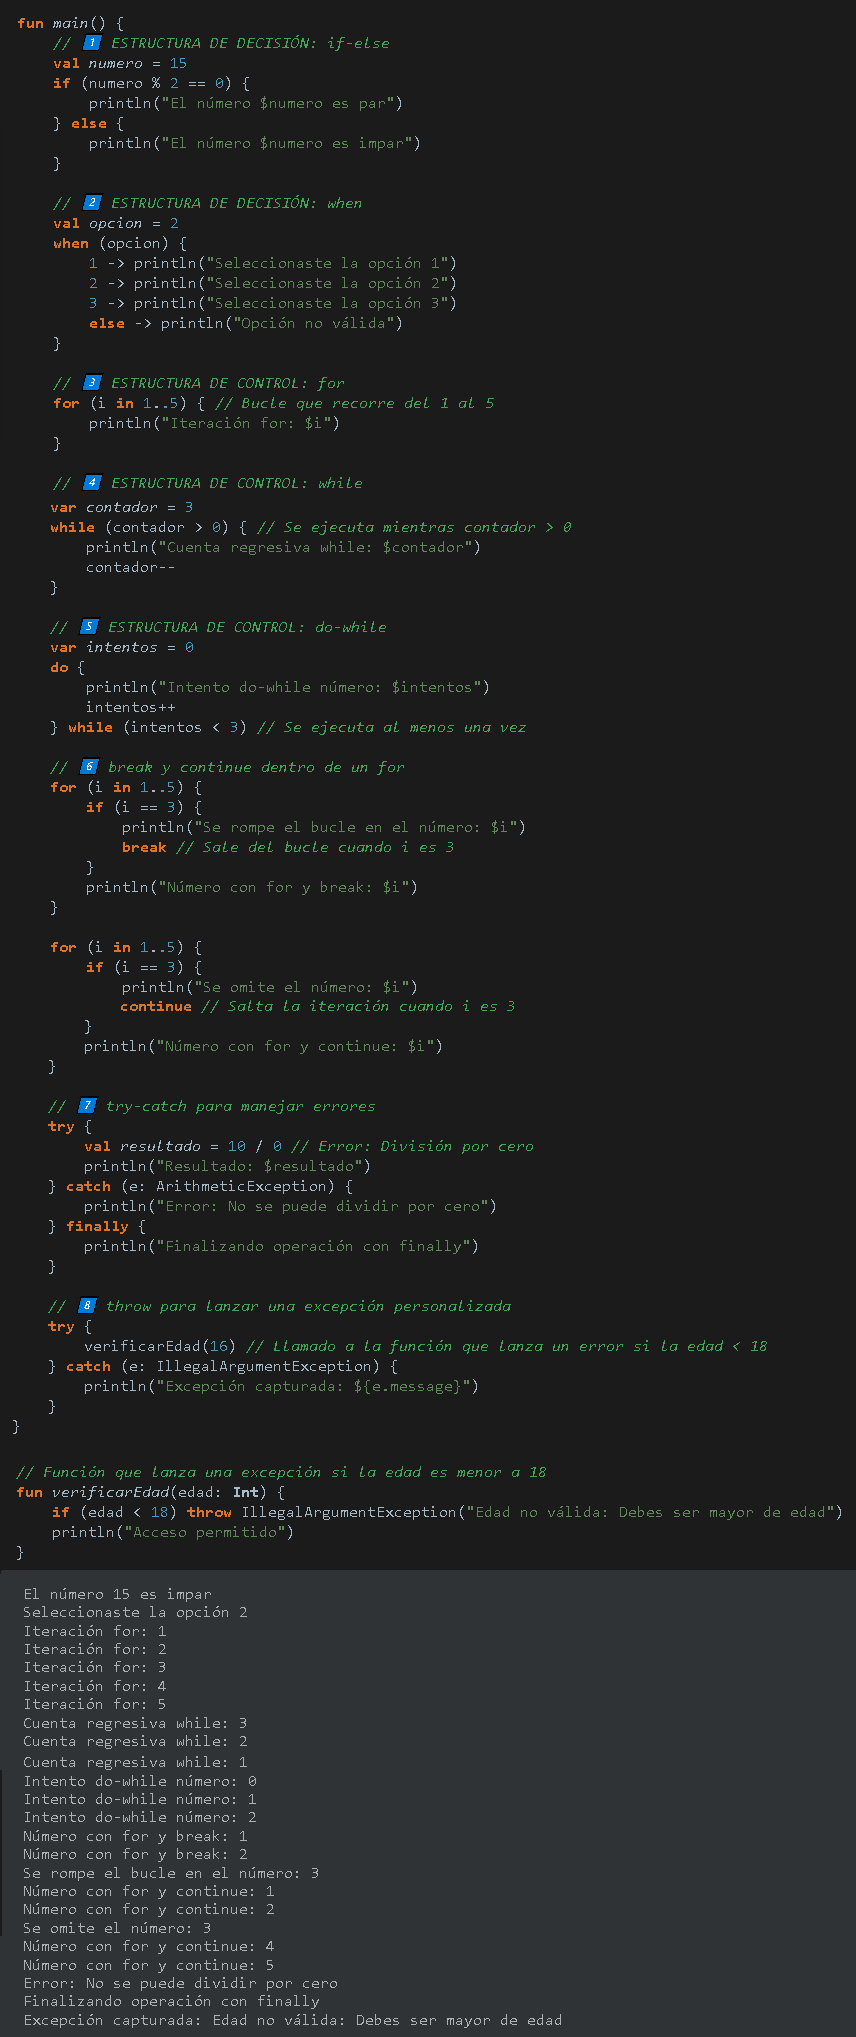 fun main() {
// 1 ESTRUCTURA DE DECISIÓN: if-else
val numero = 15
if (numero % 2 == 0) {
println("El número $numero es par")
} else {
println("El número $numero es impar")
}
// 2 ESTRUCTURA DE DECISIÓN: when
val opcion = 2
when (opcion) {
1 -> println("Seleccionaste la opción 1")
2 -> println("Seleccionaste la opción 2")
3 -> println("Seleccionaste la opción 3")
else -> println("Opción no válida")
}
// 3 ESTRUCTURA DE CONTROL: for
for (i in 1..5) { // Bucle que recorre del 1 al 5
println("Iteración for: $i")
}
// 4 ESTRUCTURA DE CONTROL: while
var contador = 3
while (contador > 0) { // Se ejecuta mientras contador > 0
println("Cuenta regresiva while: $contador")
contador--
}
// 5 ESTRUCTURA DE CONTROL: do-while
var intentos = 0
do {
println("Intento do-while número: $intentos")
intentos++
} while (intentos < 3) // Se ejecuta al menos una vez
// 6 break y continue dentro de un for
for (i in 1..5) {
if (i == 3) {
println("Se rompe el bucle en el número: $i")
break // Sale del bucle cuando i es 3
}
println("Número con for y break: $i")
}
for (i in 1..5) {
if (i == 3) {
println("Se omite el número: $i")
continue // Salta la iteración cuando i es 3
}
println("Número con for y continue: $i")
}
// 7 try-catch para manejar errores
try {
val resultado = 10 / 0 // Error: División por cero
println("Resultado: $resultado")
} catch (e: ArithmeticException) {
println("Error: No se puede dividir por cero")
} finally {
println("Finalizando operación con finally")
}
// 8 throw para lanzar una excepción personalizada
try {
verificarEdad(16) // Llamado a la función que lanza un error si la edad < 18
} catch (e: IllegalArgumentException) {
println("Excepción capturada: ${e.message}")
}
}
// Función que lanza una excepción si la edad es menor a 18
fun verificarEdad(edad: Int) {
if (edad < 18) throw IllegalArgumentException("Edad no válida: Debes ser mayor de edad")
println("Acceso permitido")
}
El número 15 es impar
Seleccionaste la opción 2
Iteración for: 1
Iteración for: 2
Iteración for: 3
Iteración for: 4
Iteración for: 5
Cuenta regresiva while: 3
Cuenta regresiva while: 2
Cuenta regresiva while: 1
Intento do-while número: 0
Intento do-while número: 1
Intento do-while número: 2
Número con for y break: 1
Número con for y break: 2
Se rompe el bucle en el número: 3
Número con for y continue: 1
Número con for y continue: 2
Se omite el número: 3
Número con for y continue: 4
Número con for y continue: 5
Error: No se puede dividir por cero
Finalizando operación con finally
Excepción capturada: Edad no válida: Debes ser mayor de edad